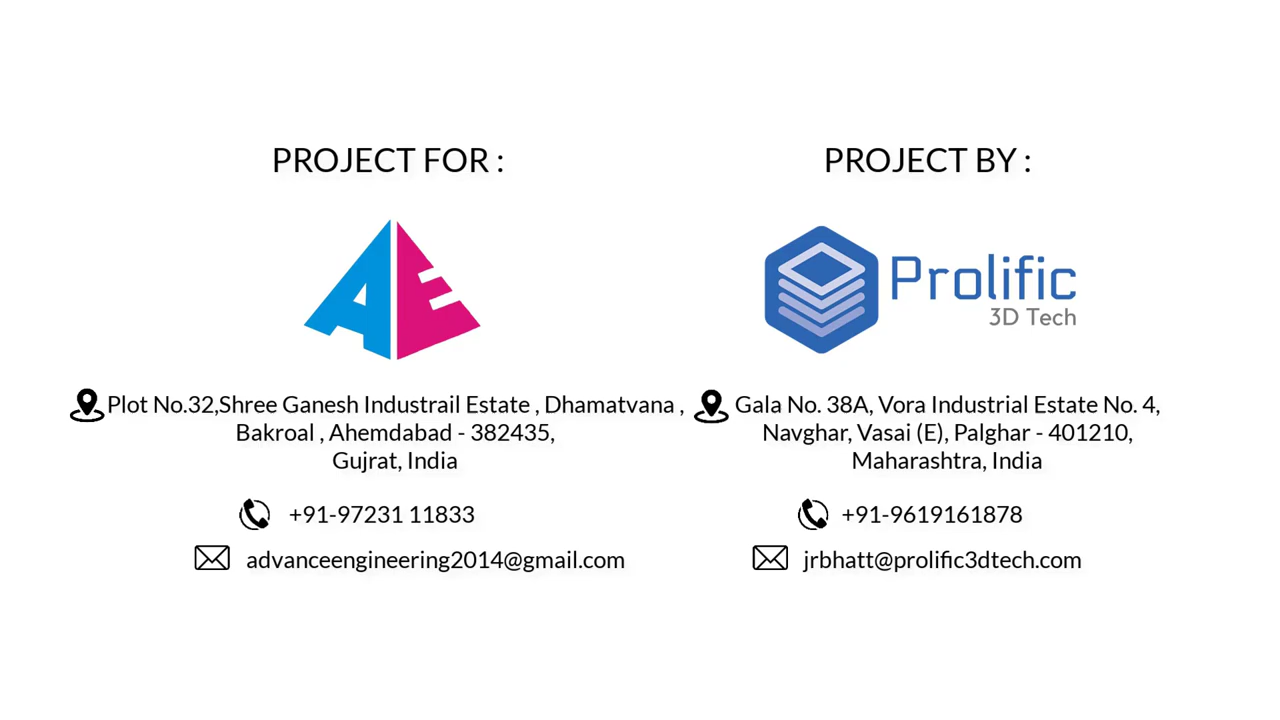 PROJECT FOR :
AE
Plot No.32,Shree Ganesh Industrail Estate , Dhamatvana ,
Bakroal , Ahemdabad - 382435,
Gujrat, India
+91-97231 11833
advanceengineering2014@gmail.com
PROJECT BY :
Prolific
3D Tech
Gala No. 38A, Vora Industrial Estate No. 4,
Navghar, Vasai (E), Palghar - 401210,
Maharashtra, India
+91-9619161878
jrbhatt@prolific3dtech.com